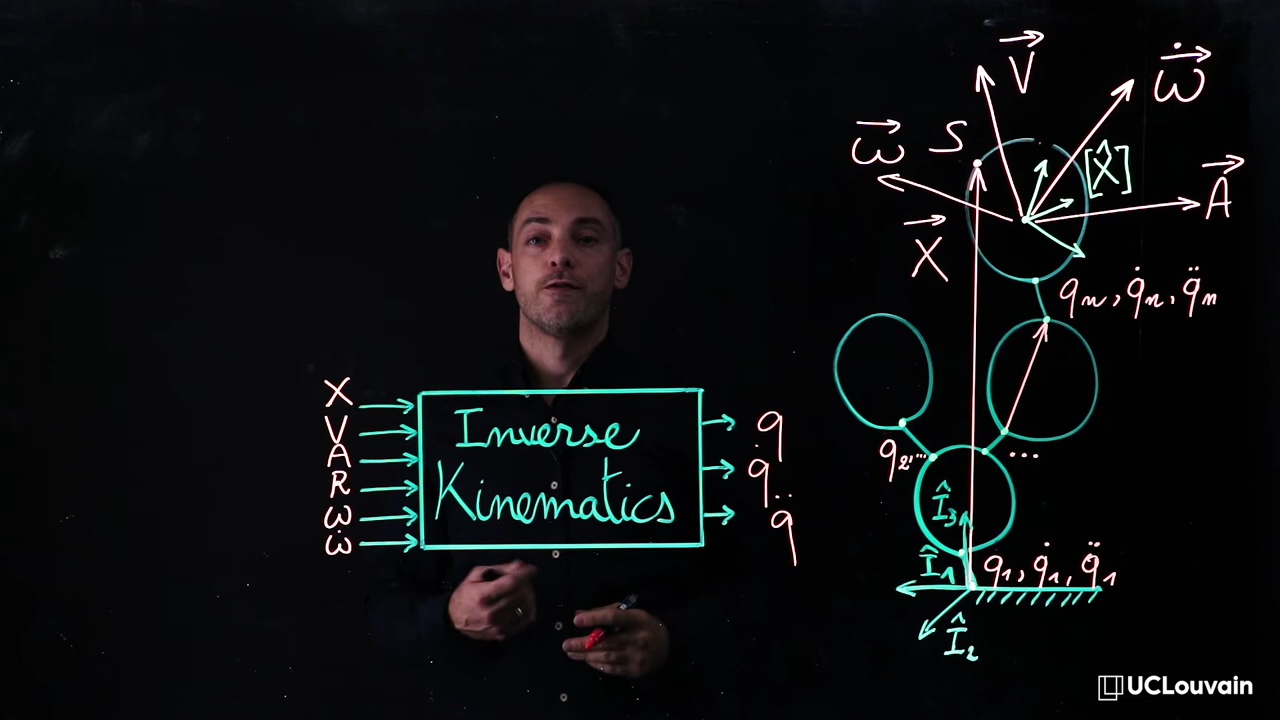 X
V
A
R
ω
ω̇
Inverse
Kinematics
q
q̇
q̈
V⃗
ω̇⃗
ω⃗
S
[X̂]
A⃗
X⃗
qₙ, q̇ₙ, q̈ₙ
q₂,...
...
Î₃
Î₁
q₁, q̇₁, q̈₁
Î₂
UCLouvain